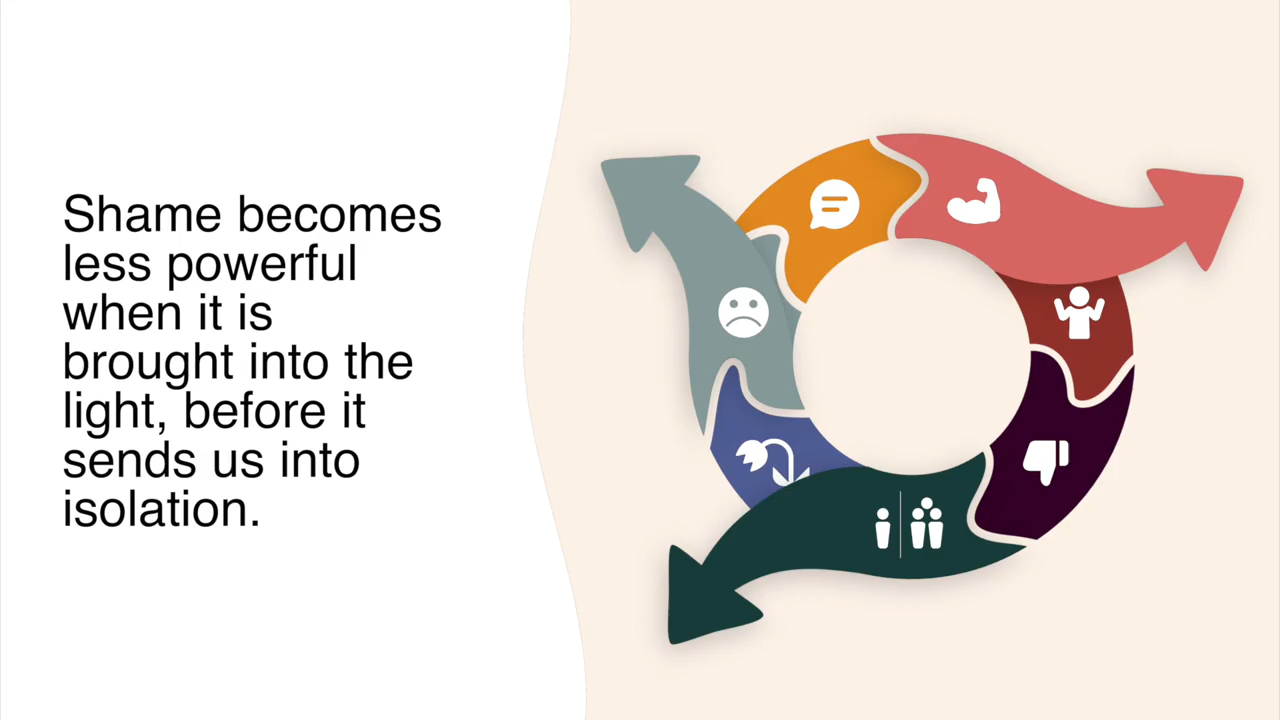 Shame becomes
less powerful
when it is
brought into the
light, before it
sends us into
isolation.